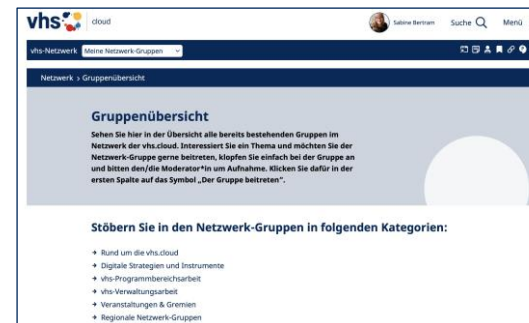 vhs cloud
Sabine Bertram Suche Menü
vhs-Netzwerk Meine Netzwerk-Gruppen
Netzwerk › Gruppenübersicht
Gruppenübersicht
Sehen Sie hier in der Übersicht alle bereits bestehenden Gruppen im
Netzwerk der vhs.cloud. Interessiert Sie ein Thema und möchten Sie der
Netzwerk-Gruppe gerne beitreten, klopfen Sie einfach bei der Gruppe an
und bitten den/die Moderator*in um Aufnahme. Klicken Sie dafür in der
ersten Spalte auf das Symbol „Der Gruppe beitreten".
Stöbern Sie in den Netzwerk-Gruppen in folgenden Kategorien:
→ Rund um die vhs.cloud
→ Digitale Strategien und Instrumente
→ vhs-Programmbereichsarbeit
→ vhs-Verwaltungsarbeit
→ Veranstaltungen & Gremien
→ Regionale Netzwerk-Gruppen